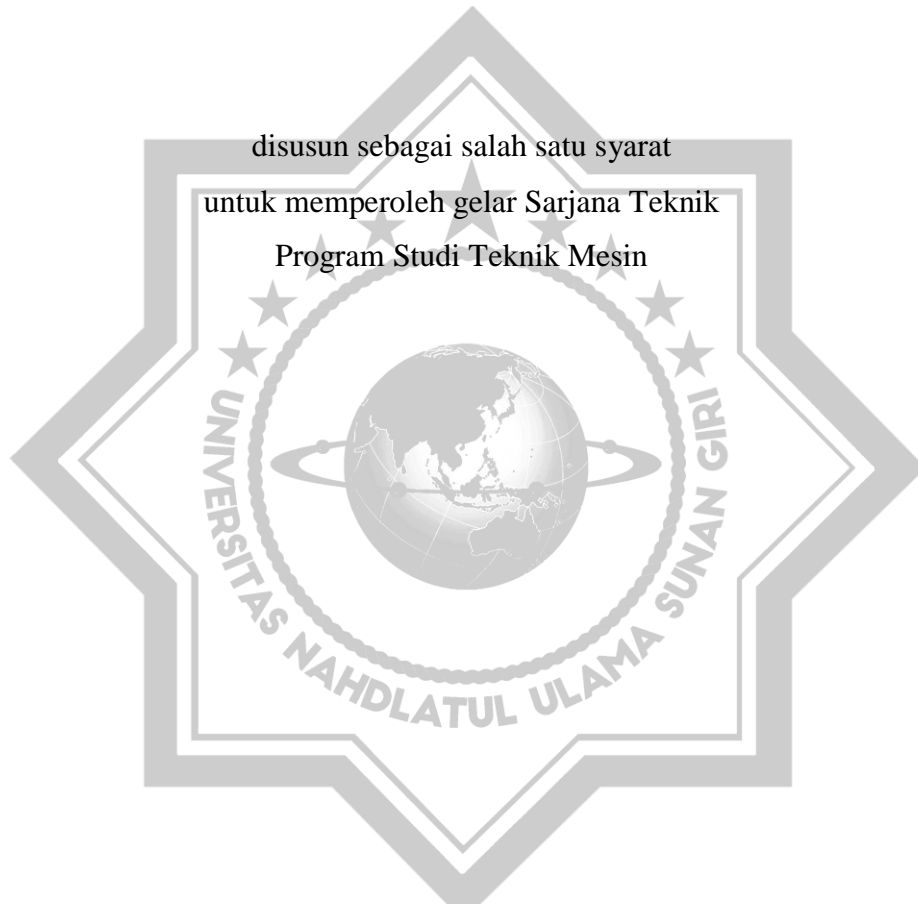 disusun sebagai salah satu syarat
untuk memperoleh gelar Sarjana Teknik
Program Studi Teknik Mesin
UNIVERSITAS NAHDLATUL ULAMA SUNAN GIRI